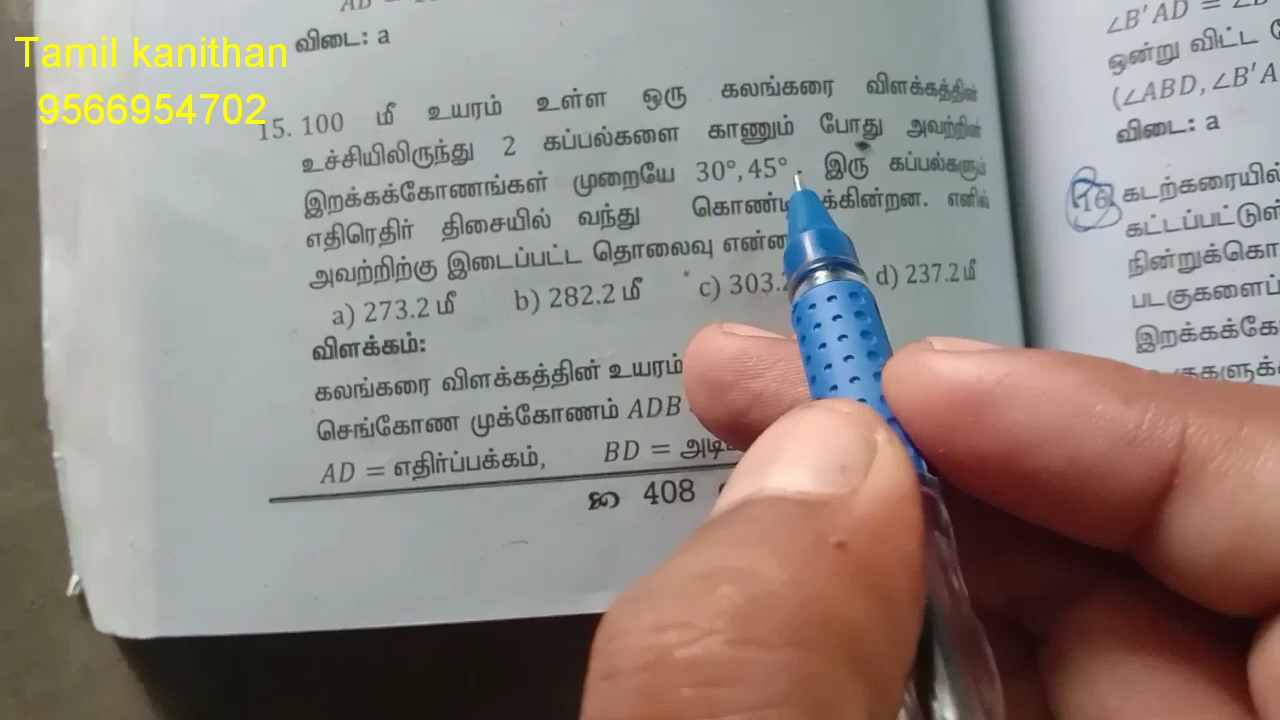 Tamil kanithan
9566954702
விடை: a
15. 100 மீ உயரம் உள்ள ஒரு கலங்கரை விளக்கத்தின்
உச்சியிலிருந்து 2 கப்பல்களை காணும் போது அவற்றின்
இறக்கக்கோணங்கள் முறையே 30°, 45°. இரு கப்பல்களும்
எதிரெதிர் திசையில் வந்து க்கின்றன. எனில்
அவற்றிற்கு இடைப்பட்ட தொலைவு
a) 273.2 மீ b) 282.2 மீ c) 303. d) 237.2 மீ
விளக்கம்:
கலங்கரை விளக்கத்தின் உயரம்
செங்கோண முக்கோணம் ADB
AD = எதிர்ப்பக்கம், BD =
408
∠B'AD =
ஒன்று விட்ட
(∠ABD, ∠B'A
விடை: a
16 கடற்கரையில்
கட்டப்பட்டுள்
நின்றுக்கொ
படகுகளைப்
இறக்கக்கே